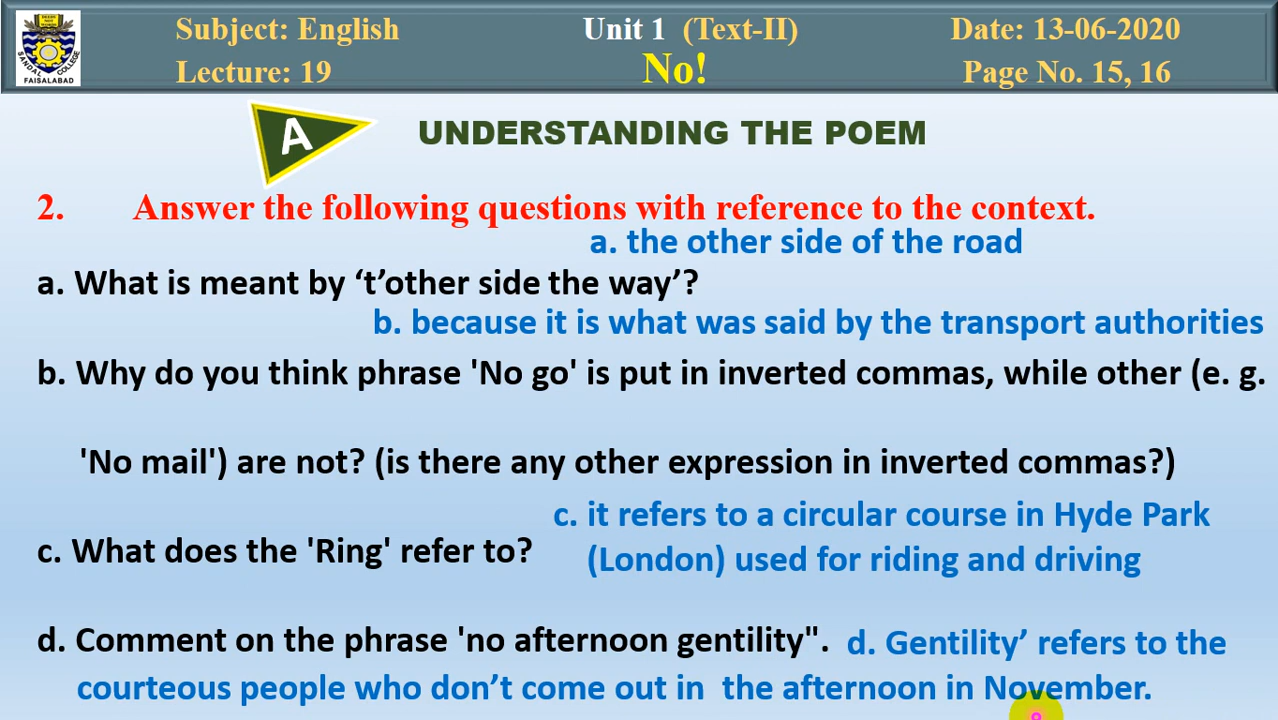 Subject: English Unit 1 (Text-II) Date: 13-06-2020
Lecture: 19 No! Page No. 15, 16
SANDAL COLLEGE
FAISALABAD
A UNDERSTANDING THE POEM
2. Answer the following questions with reference to the context.
a. the other side of the road
a. What is meant by ‘t’other side the way’?
b. because it is what was said by the transport authorities
b. Why do you think phrase 'No go' is put in inverted commas, while other (e. g.
'No mail') are not? (is there any other expression in inverted commas?)
c. it refers to a circular course in Hyde Park
c. What does the 'Ring' refer to?
(London) used for riding and driving
d. Comment on the phrase 'no afternoon gentility". d. Gentility’ refers to the
courteous people who don’t come out in the afternoon in November.